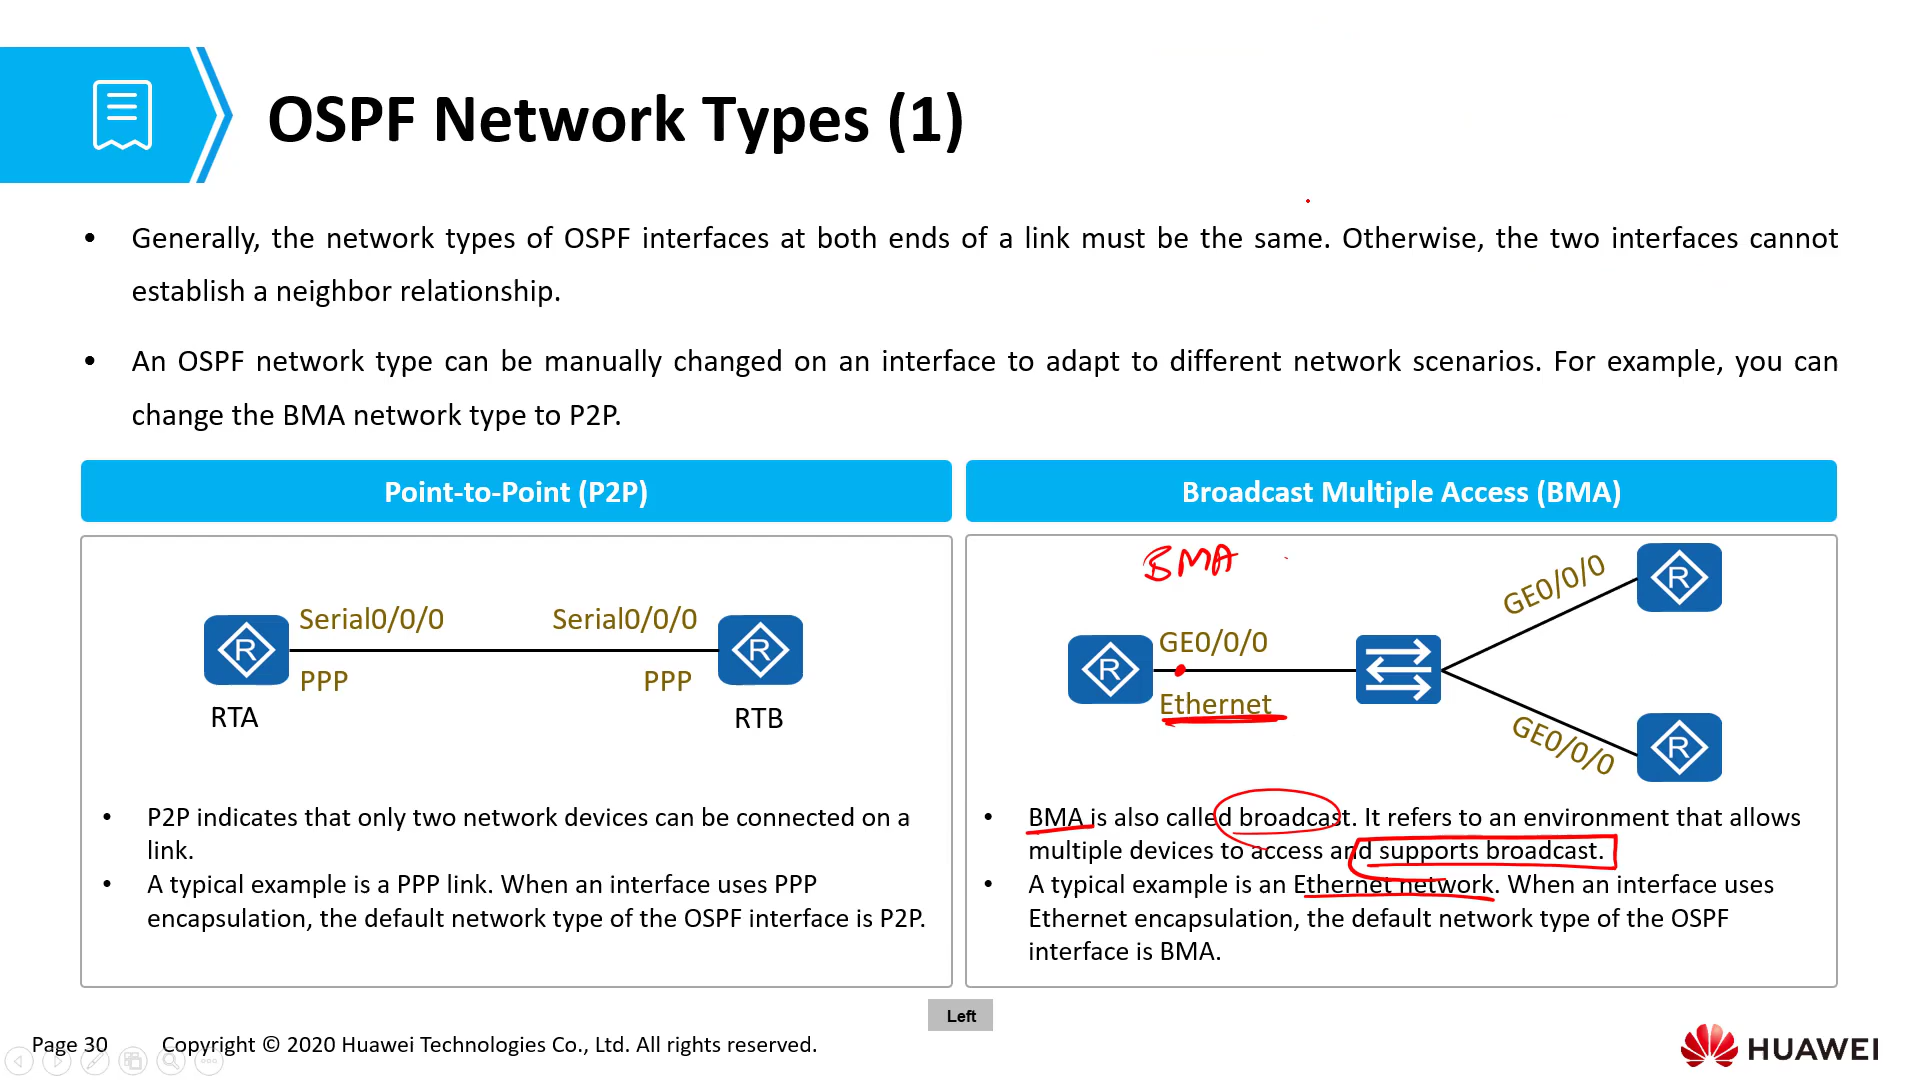 OSPF Network Types (1)
• Generally, the network types of OSPF interfaces at both ends of a link must be the same. Otherwise, the two interfaces cannot
establish a neighbor relationship.
• An OSPF network type can be manually changed on an interface to adapt to different network scenarios. For example, you can
change the BMA network type to P2P.
Point-to-Point (P2P)
Serial0/0/0 Serial0/0/0
R R
PPP PPP
RTA RTB
• P2P indicates that only two network devices can be connected on a
link.
• A typical example is a PPP link. When an interface uses PPP
encapsulation, the default network type of the OSPF interface is P2P.
Broadcast Multiple Access (BMA)
BMA
GE0/0/0 R
GE0/0/0
R
Ethernet
GE0/0/0 R
• BMA is also called broadcast. It refers to an environment that allows
multiple devices to access and supports broadcast.
• A typical example is an Ethernet network. When an interface uses
Ethernet encapsulation, the default network type of the OSPF
interface is BMA.
Left
Page 30 Copyright © 2020 Huawei Technologies Co., Ltd. All rights reserved.
HUAWEI